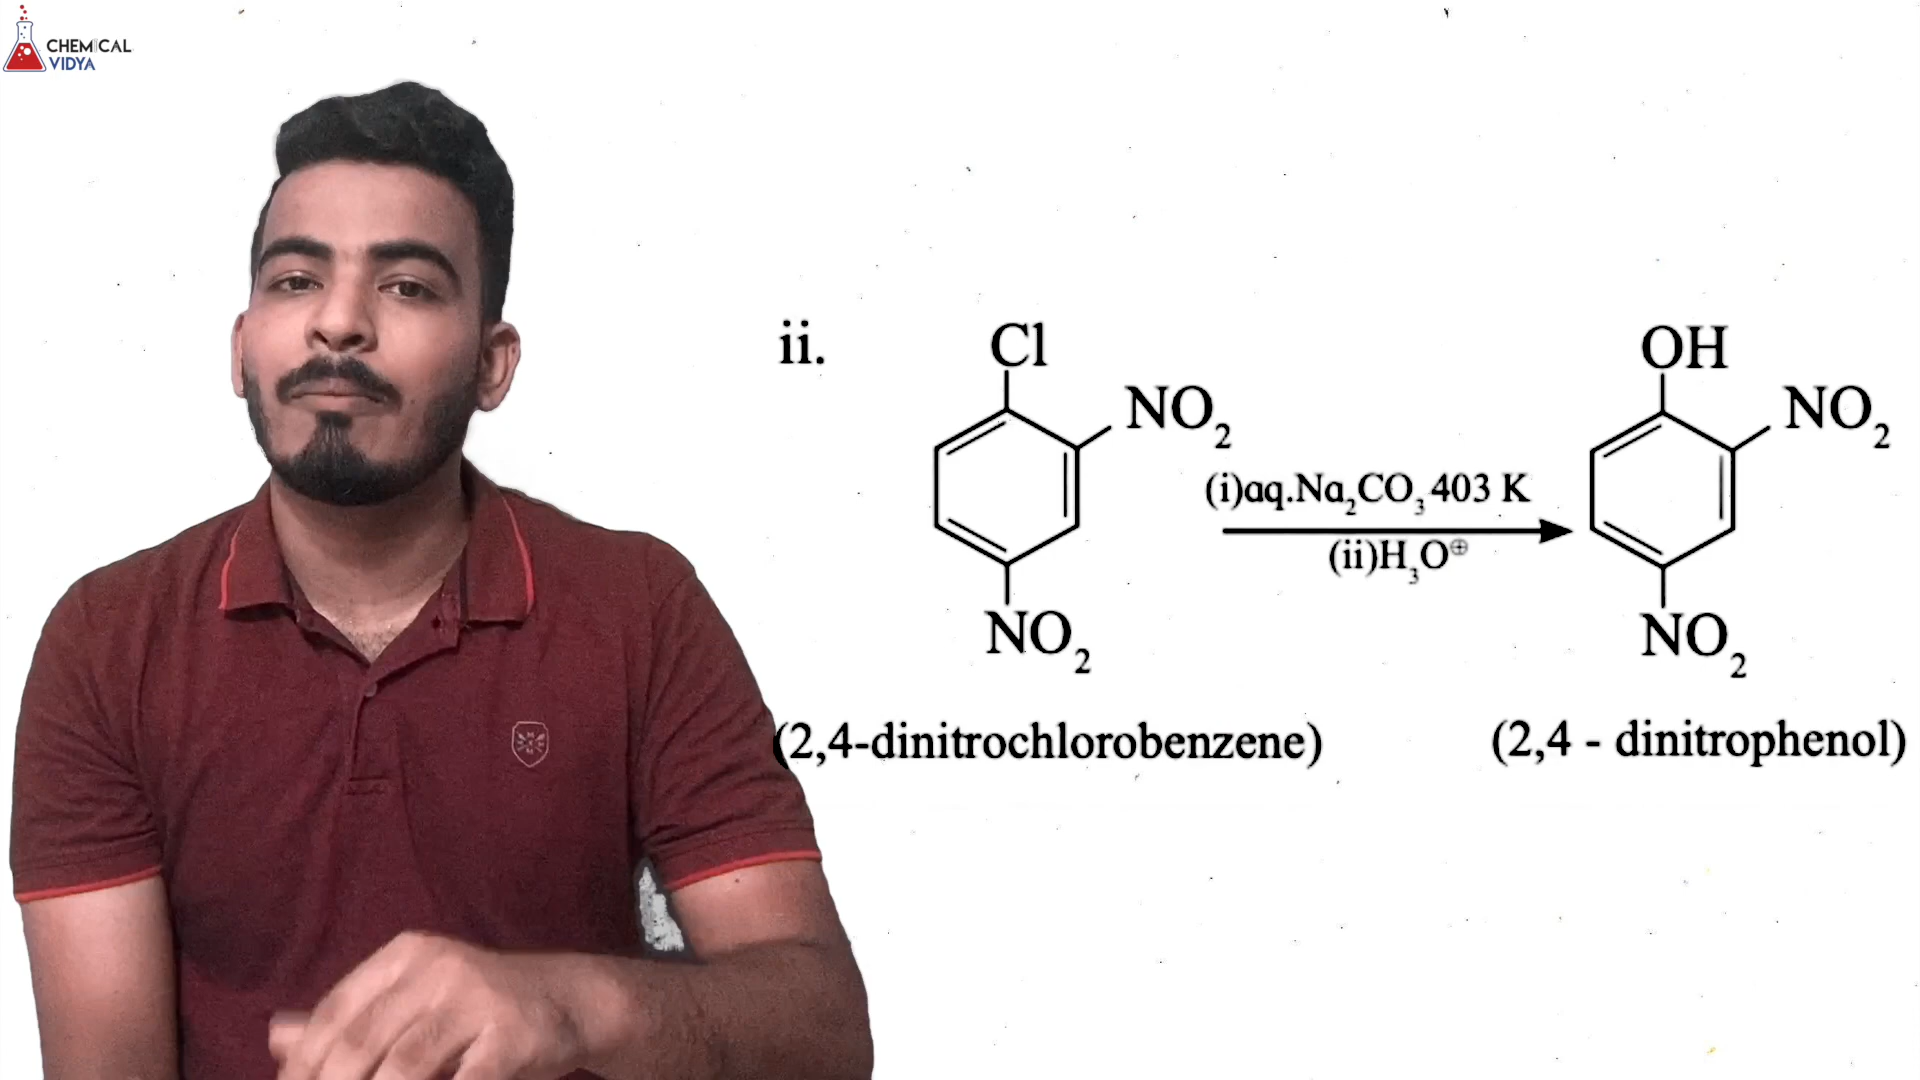 CHEMICAL
VIDYA
ii.
Cl
NO₂
NO₂
(i)aq.Na₂CO₃ 403 K
(ii)H₃O⊕
OH
NO₂
NO₂
(2,4-dinitrochlorobenzene)
(2,4 - dinitrophenol)